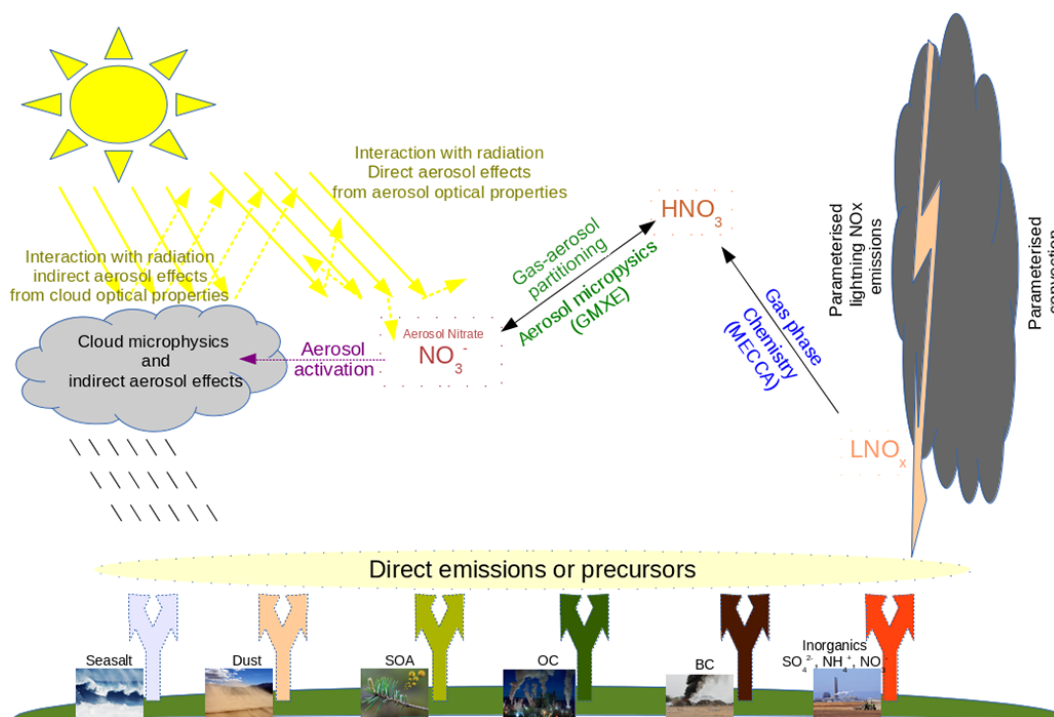 Interaction with radiation
Direct aerosol effects
from aerosol optical properties
Interaction with radiation
indirect aerosol effects
from cloud optical properties
HNO₃
Gas-aerosol
partitioning
Aerosol micropysics
(GMXE)
Aerosol Nitrate
NO₃⁻
Aerosol
activation
Cloud microphysics
and
indirect aerosol effects
Gas phase
Chemistry
(MECCA)
LNOₓ
Parameterised
lightning NOx
emissions
Parameterised
convection
Direct emissions or precursors
Seasalt
Dust
SOA
OC
BC
Inorganics
SO₄²⁻, NH₄⁺, NO₃⁻